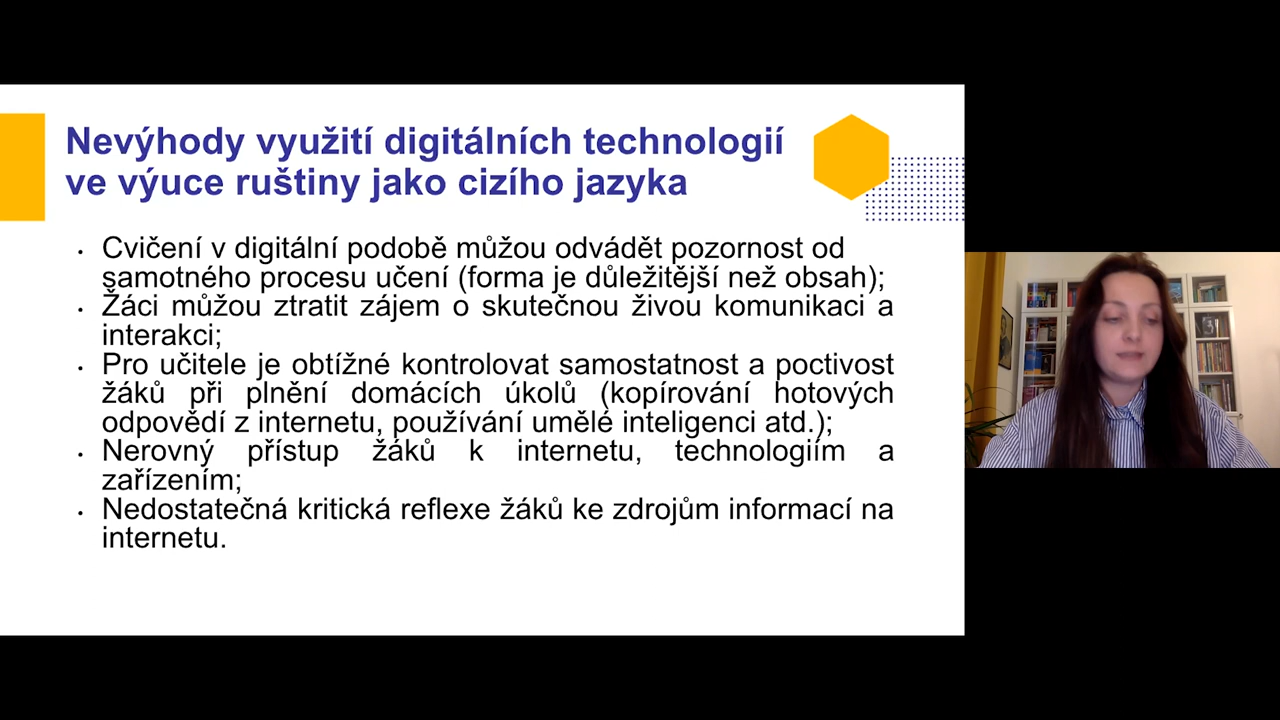 Nevýhody využití digitálních technologií
ve výuce ruštiny jako cizího jazyka
• Cvičení v digitální podobě můžou odvádět pozornost od
samotného procesu učení (forma je důležitější než obsah);
• Žáci můžou ztratit zájem o skutečnou živou komunikaci a
interakci;
• Pro učitele je obtížné kontrolovat samostatnost a poctivost
žáků při plnění domácích úkolů (kopírování hotových
odpovědí z internetu, používání umělé inteligenci atd.);
• Nerovný přístup žáků k internetu, technologiím a
zařízením;
• Nedostatečná kritická reflexe žáků ke zdrojům informací na
internetu.